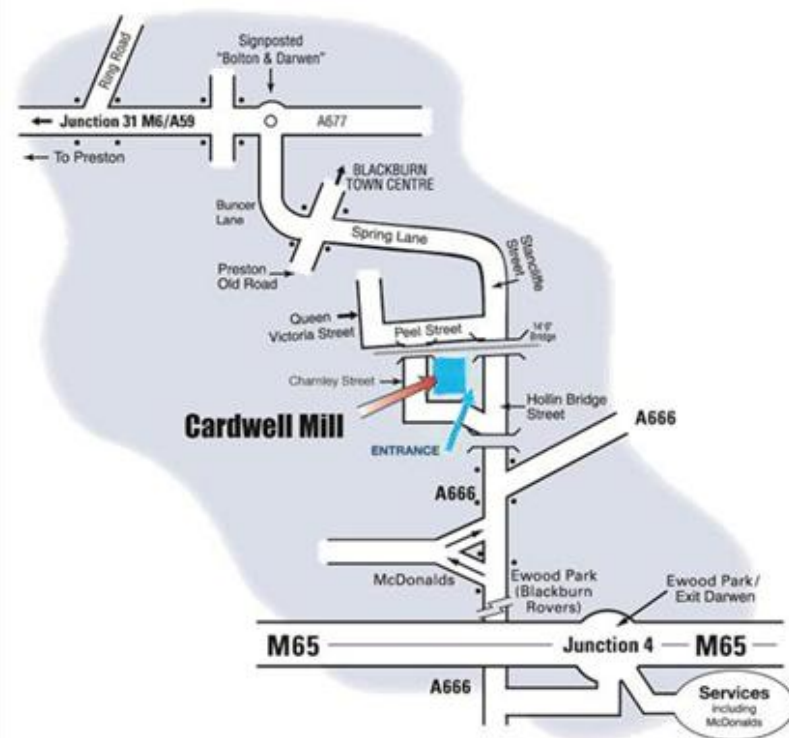 Ring Road
Signposted
"Bolton & Darwen"
Junction 31 M6/A59
A677
To Preston
BLACKBURN
TOWN CENTRE
Buncer
Lane
Spring Lane
Stancliffe
Street
Preston
Old Road
Queen
Victoria Street
Peel Street
14'6"
Bridge
Charnley Street
Cardwell Mill
Hollin Bridge
Street
ENTRANCE
A666
A666
McDonalds
Ewood Park
(Blackburn
Rovers)
Ewood Park/
Exit Darwen
M65
Junction 4
M65
A666
Services
including
McDonalds